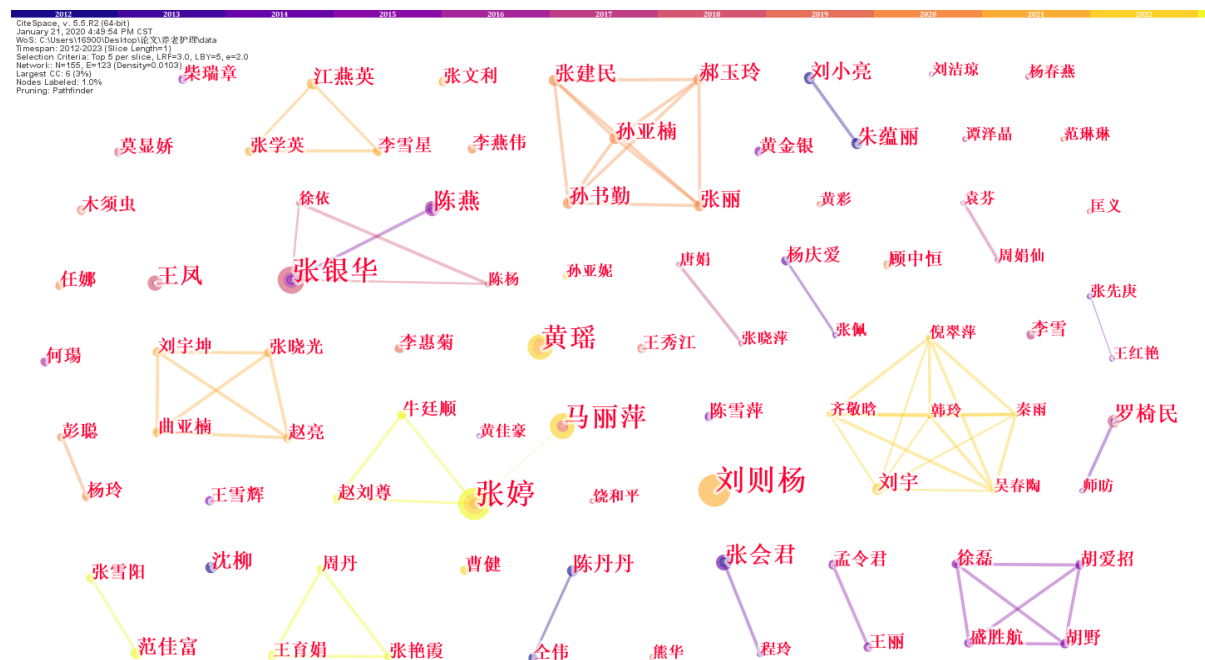 2012 2013 2014 2015 2016 2017 2018 2019 2020 2021 2022
CiteSpace, v. 5.5.R2 (64-bit)
January 21, 2020 4:49:54 PM CST
WoS: C:\Users\16900\Desktop\论文\养老护理\data
Timespan: 2012-2023 (Slice Length=1)
Selection Criteria: Top 5 per slice, LRF=3.0, LBY=5, e=2.0
Network: N=155, E=123 (Density=0.0103)
Largest CC: 6 (3%)
Nodes Labeled: 1.0%
Pruning: Pathfinder
柴瑞章 江燕英 张文利 张建民 郝玉玲 刘小亮 刘洁琼 杨春燕
莫显娇 张学英 李雪星 李燕伟 孙亚楠 黄金银 朱蕴丽 谭泽晶 范琳琳
木须虫 徐依 陈燕 孙书勤 张丽 黄彩 袁芬 匡义
任娜 王凤 张银华 陈杨 孙亚妮 唐娟 杨庆爱 顾中恒 周娟仙 张先庚
何瑒 刘宇坤 张晓光 李惠菊 黄瑶 王秀江 张晓萍 张佩 倪翠萍 李雪 王红艳
彭聪 曲亚楠 赵亮 牛廷顺 黄佳豪 马丽萍 陈雪萍 齐敬晗 韩玲 秦雨 罗椅民
杨玲 王雪辉 赵刘尊 张婷 饶和平 刘则杨 刘宇 吴春陶 师昉
张雪阳 沈柳 周丹 曹健 陈丹丹 张会君 孟令君 徐磊 胡爱招
范佳富 王育娟 张艳霞 仝伟 熊华 程玲 王丽 盛胜航 胡野